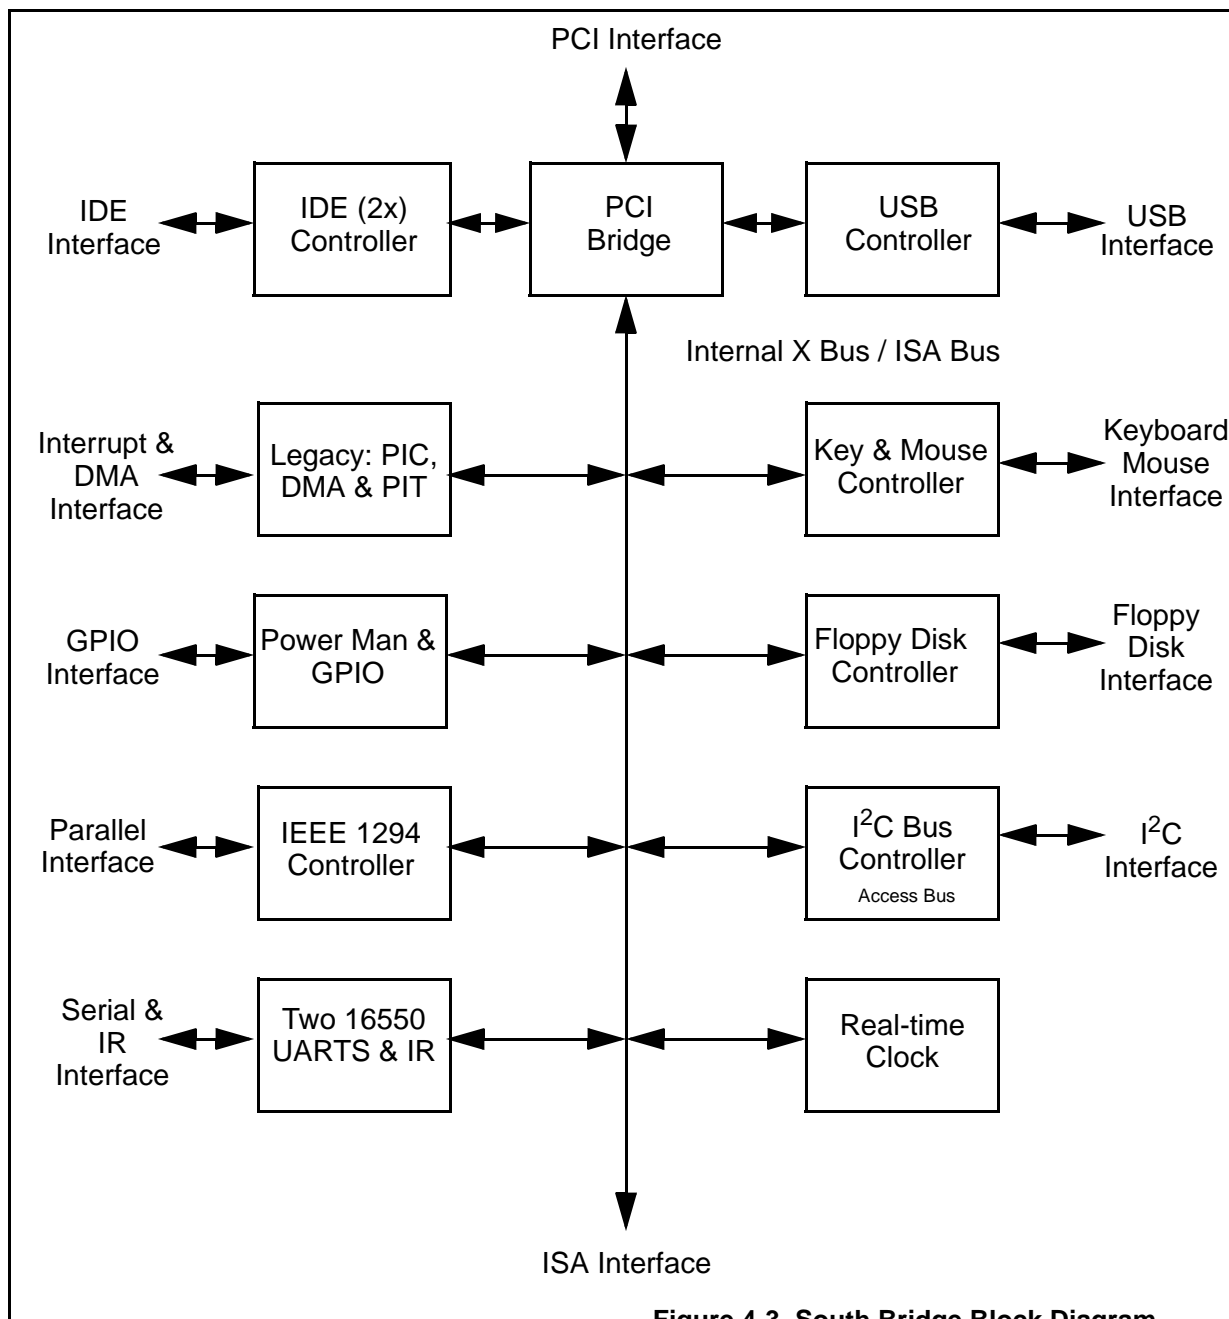 PCI Interface
IDE
Interface
IDE (2x)
Controller
PCI
Bridge
USB
Controller
USB
Interface
Internal X Bus / ISA Bus
Interrupt &
DMA
Interface
Legacy: PIC,
DMA & PIT
Key & Mouse
Controller
Keyboard
Mouse
Interface
GPIO
Interface
Power Man &
GPIO
Floppy Disk
Controller
Floppy
Disk
Interface
Parallel
Interface
IEEE 1294
Controller
I²C Bus
Controller
Access Bus
I²C
Interface
Serial &
IR
Interface
Two 16550
UARTS & IR
Real-time
Clock
ISA Interface
Figure 4-3. South Bridge Block Diagram